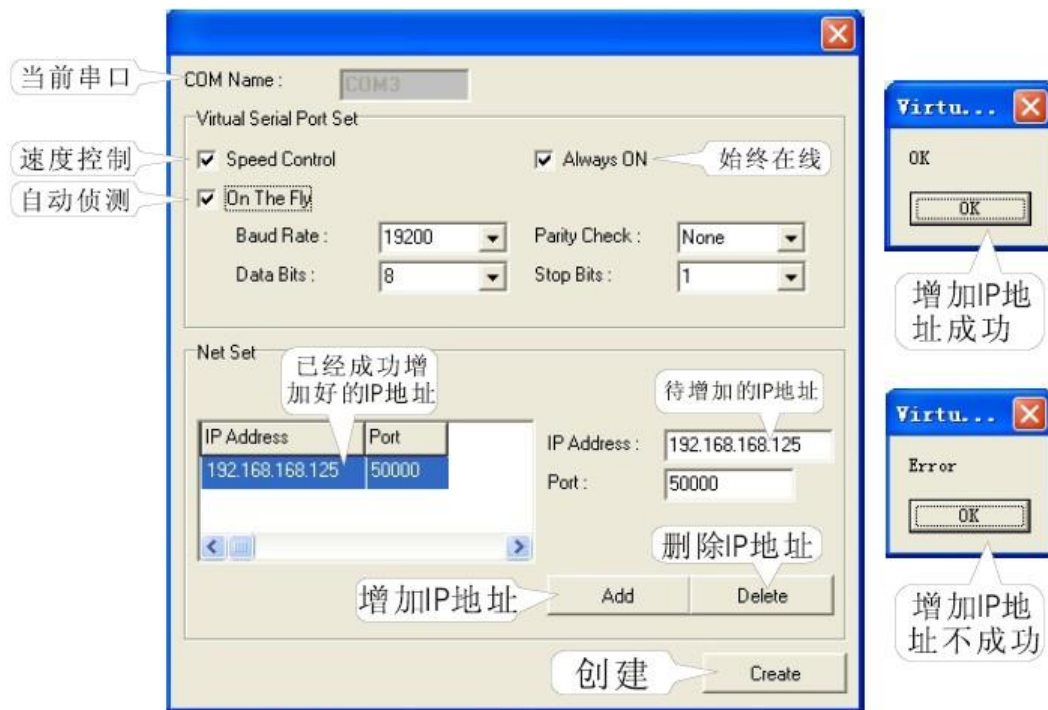 当前串口
COM Name :
COM3
Virtual Serial Port Set
速度控制
Speed Control
Always ON
始终在线
自动侦测
On The Fly
Baud Rate :
19200
Parity Check :
None
Data Bits :
8
Stop Bits :
1
Net Set
已经成功增
加好的IP地址
待增加的IP地址
IP Address
Port
192.168.168.125
50000
IP Address :
192.168.168.125
Port :
50000
删除IP地址
增加IP地址
Add
Delete
创建
Create
Virtu...
OK
OK
增加IP地
址成功
Virtu...
Error
OK
增加IP地
址不成功